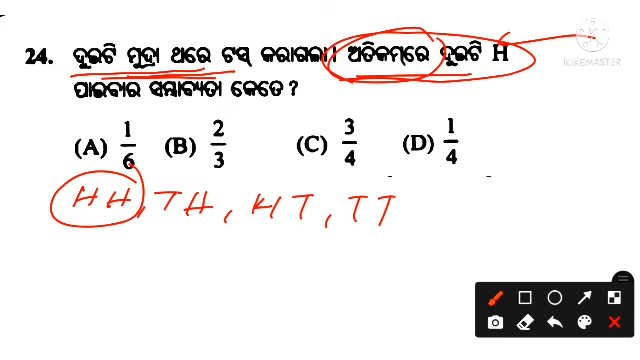 24. ଦୁଇଟି ମୁଦ୍ରା ଥରେ ଟସ୍ କରାଗଲା। ଅତିକମ୍‌ରେ ଦୁଇଟି H
ପାଇବାର ସମ୍ଭାବ୍ୟତା କେତେ ?
(A) 1/6 (B) 2/3 (C) 3/4 (D) 1/4
HH, TH, HT, TT
KINEMASTER